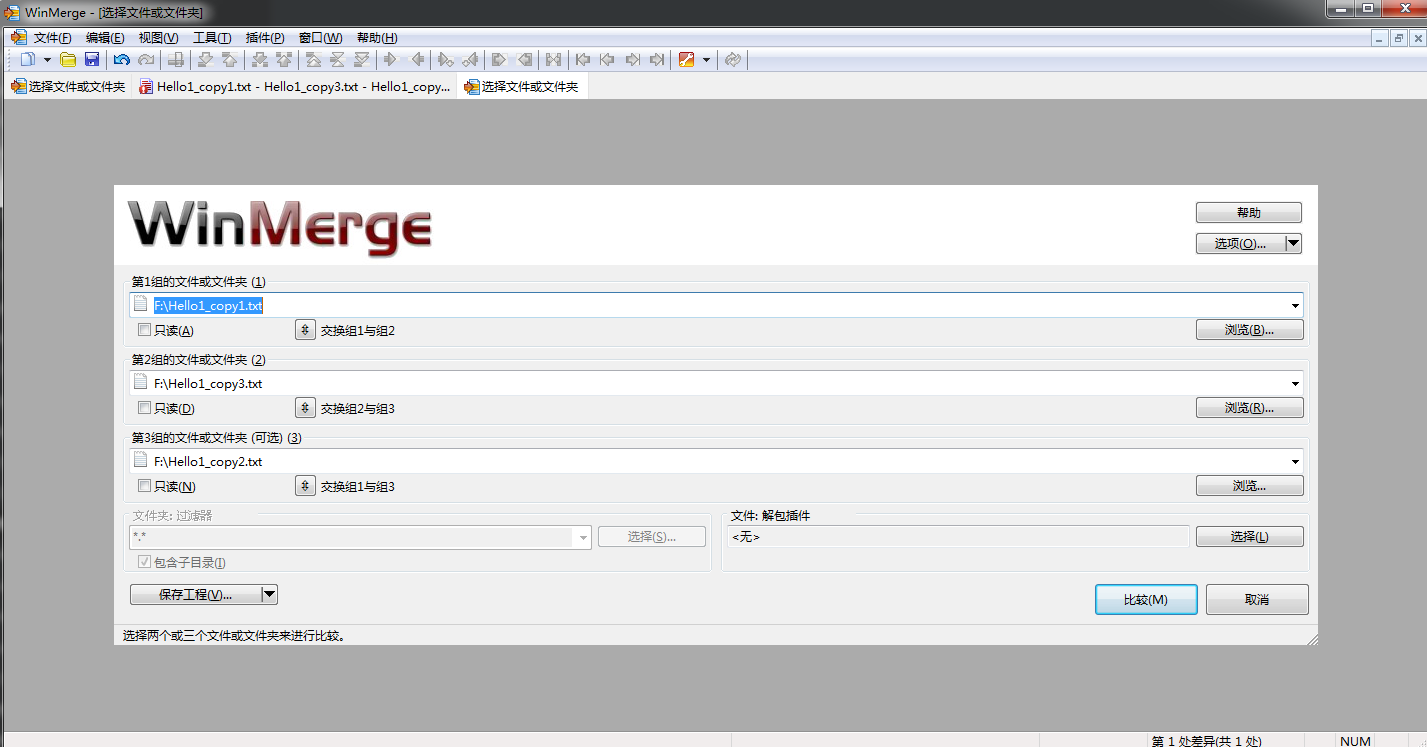 WinMerge - [选择文件或文件夹]
文件(F) 编辑(E) 视图(V) 工具(T) 插件(P) 窗口(W) 帮助(H)
选择文件或文件夹 Hello1_copy1.txt - Hello1_copy3.txt - Hello1_copy... 选择文件或文件夹
WinMerge
帮助
选项(O)...
第1组的文件或文件夹 (1)
F:\Hello1_copy1.txt
只读(A) 交换组1与组2 浏览(B)...
第2组的文件或文件夹 (2)
F:\Hello1_copy3.txt
只读(D) 交换组2与组3 浏览(R)...
第3组的文件或文件夹 (可选) (3)
F:\Hello1_copy2.txt
只读(N) 交换组1与组3 浏览...
文件夹: 过滤器 文件: 解包插件
*.* 选择(S)... <无> 选择(L)
包含子目录(I)
保存工程(V)... 比较(M) 取消
选择两个或三个文件或文件夹来进行比较。
第 1 处差异(共 1 处) NUM